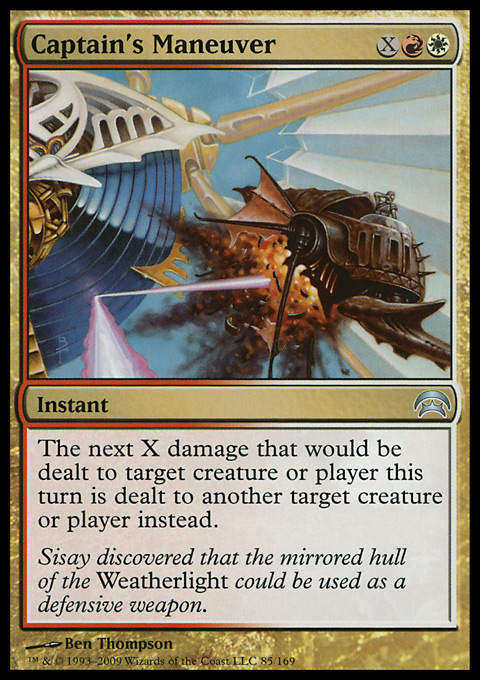 Captain's Maneuver X
Instant
The next X damage that would be
dealt to target creature or player this
turn is dealt to another target creature
or player instead.
Sisay discovered that the mirrored hull
of the Weatherlight could be used as a
defensive weapon.
Ben Thompson
™ & © 1993–2009 Wizards of the Coast LLC 85/169